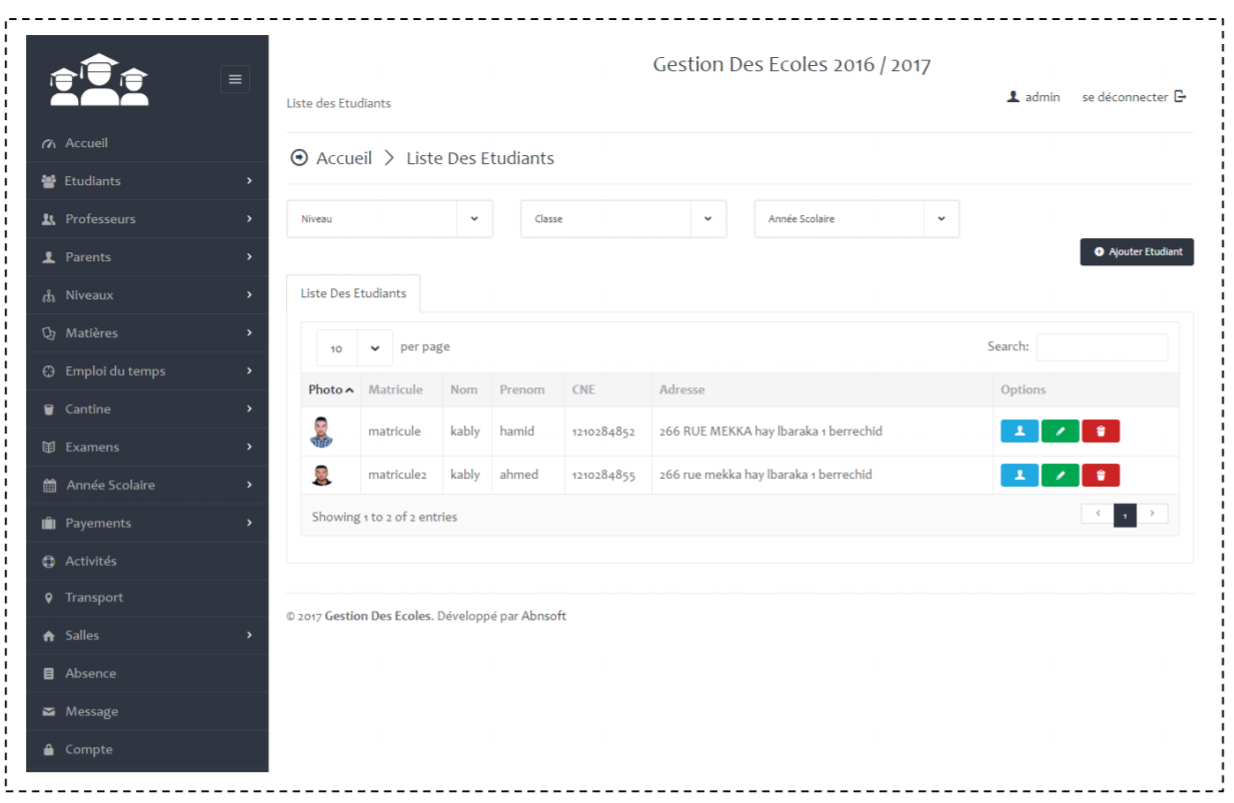 Gestion Des Ecoles 2016 / 2017
Liste des Etudiants
admin se déconnecter
Accueil
Etudiants
Professeurs
Parents
Niveaux
Matières
Emploi du temps
Cantine
Examens
Année Scolaire
Payements
Activités
Transport
Salles
Absence
Message
Compte
Accueil > Liste Des Etudiants
Niveau Classe Année Scolaire
Ajouter Etudiant
Liste Des Etudiants
10 per page Search:
Photo Matricule Nom Prenom CNE Adresse Options
matricule kably hamid 1210284852 266 RUE MEKKA hay lbaraka 1 berrechid
matricule2 kably ahmed 1210284855 266 rue mekka hay lbaraka 1 berrechid
Showing 1 to 2 of 2 entries < 1 >
© 2017 Gestion Des Ecoles. Développé par Abnsoft